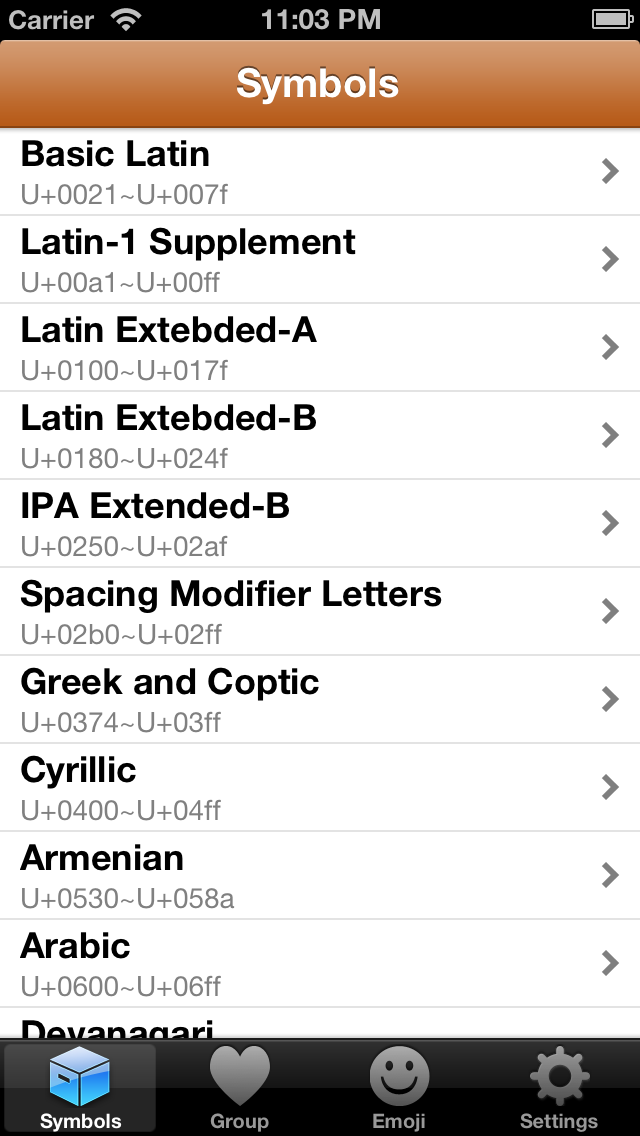 Carrier 11:03 PM
Symbols
Basic Latin
U+0021~U+007f
Latin-1 Supplement
U+00a1~U+00ff
Latin Extebded-A
U+0100~U+017f
Latin Extebded-B
U+0180~U+024f
IPA Extended-B
U+0250~U+02af
Spacing Modifier Letters
U+02b0~U+02ff
Greek and Coptic
U+0374~U+03ff
Cyrillic
U+0400~U+04ff
Armenian
U+0530~U+058a
Arabic
U+0600~U+06ff
Devanagari
Symbols Group Emoji Settings